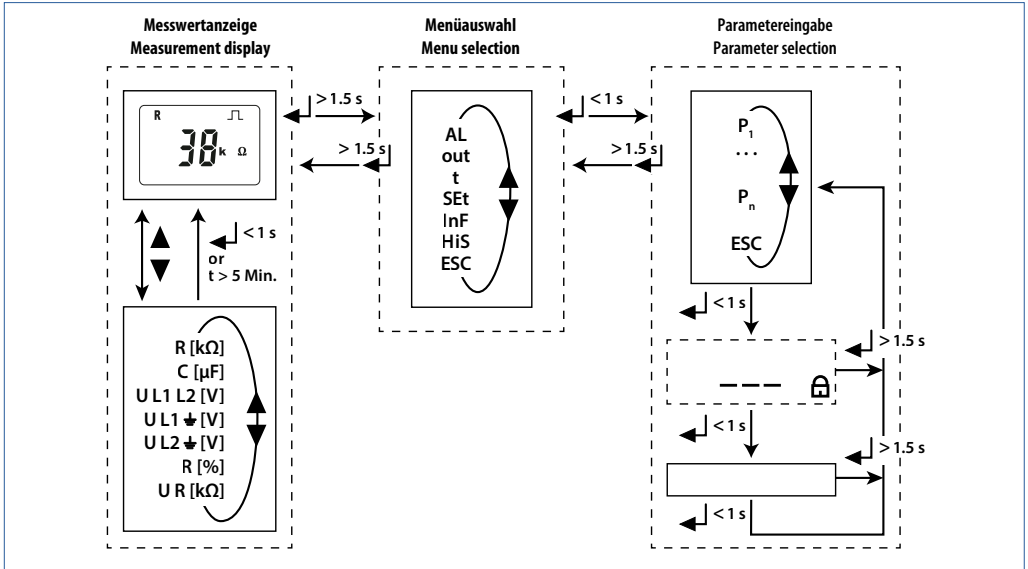 Messwertanzeige
Measurement display
Menüauswahl
Menu selection
Parametereingabe
Parameter selection
R
38 k Ω
> 1.5 s
> 1.5 s
< 1 s
or
t > 5 Min.
R [kΩ]
C [µF]
U L1 L2 [V]
U L1 ⏚ [V]
U L2 ⏚ [V]
R [%]
U R [kΩ]
AL
out
t
SEt
InF
HiS
ESC
< 1 s
> 1.5 s
P1
...
Pn
ESC
< 1 s
> 1.5 s
– – –
< 1 s
> 1.5 s
< 1 s